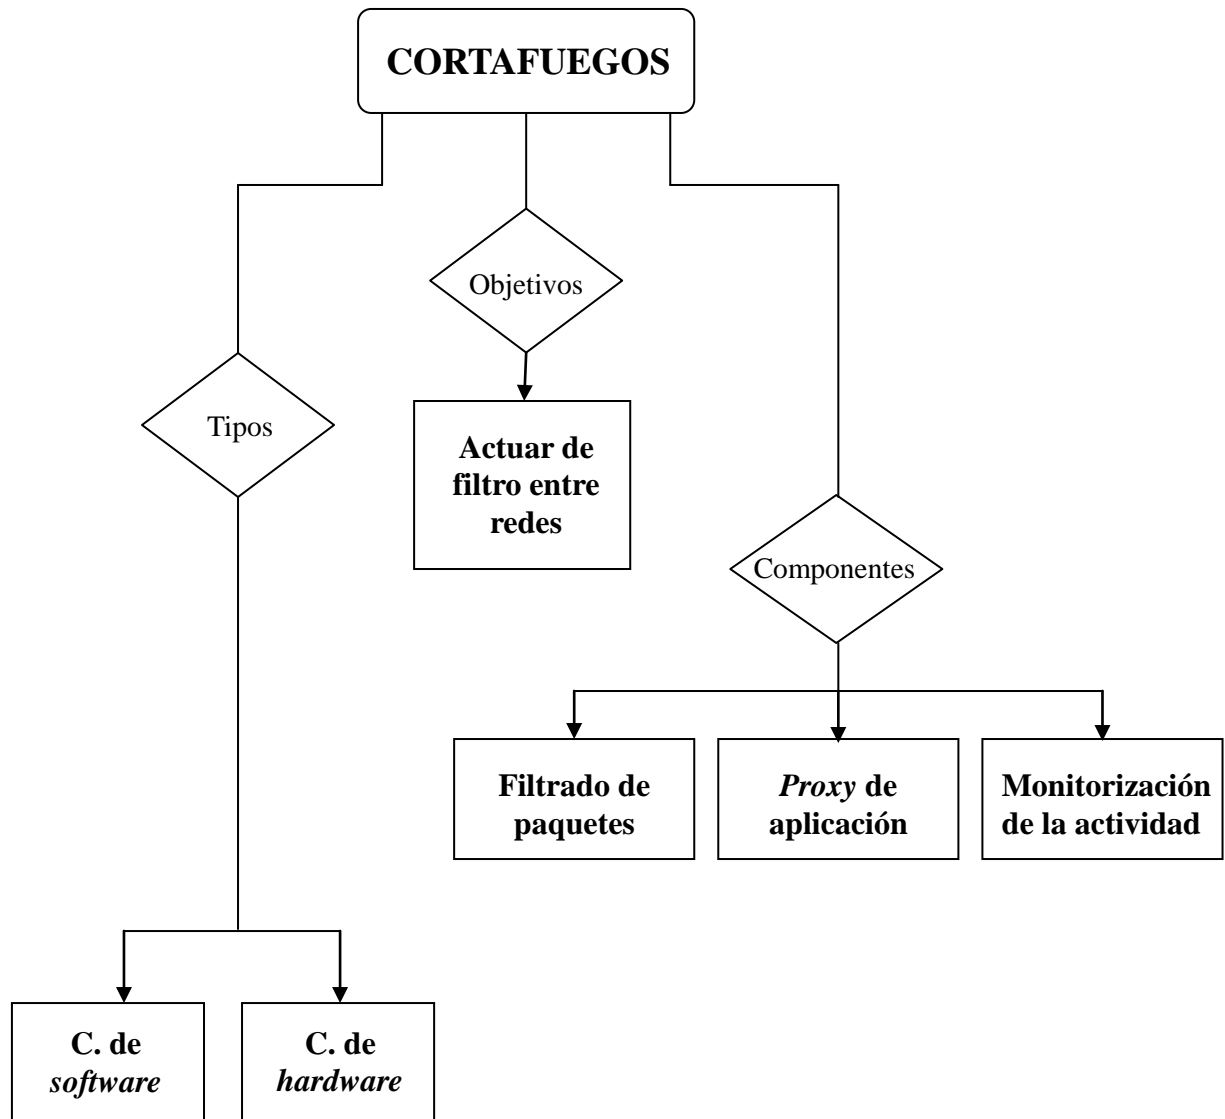 CORTAFUEGOS
Objetivos
Tipos
Actuar de
filtro entre
redes
Componentes
Filtrado de
paquetes
Proxy de
aplicación
Monitorización
de la actividad
C. de
software
C. de
hardware